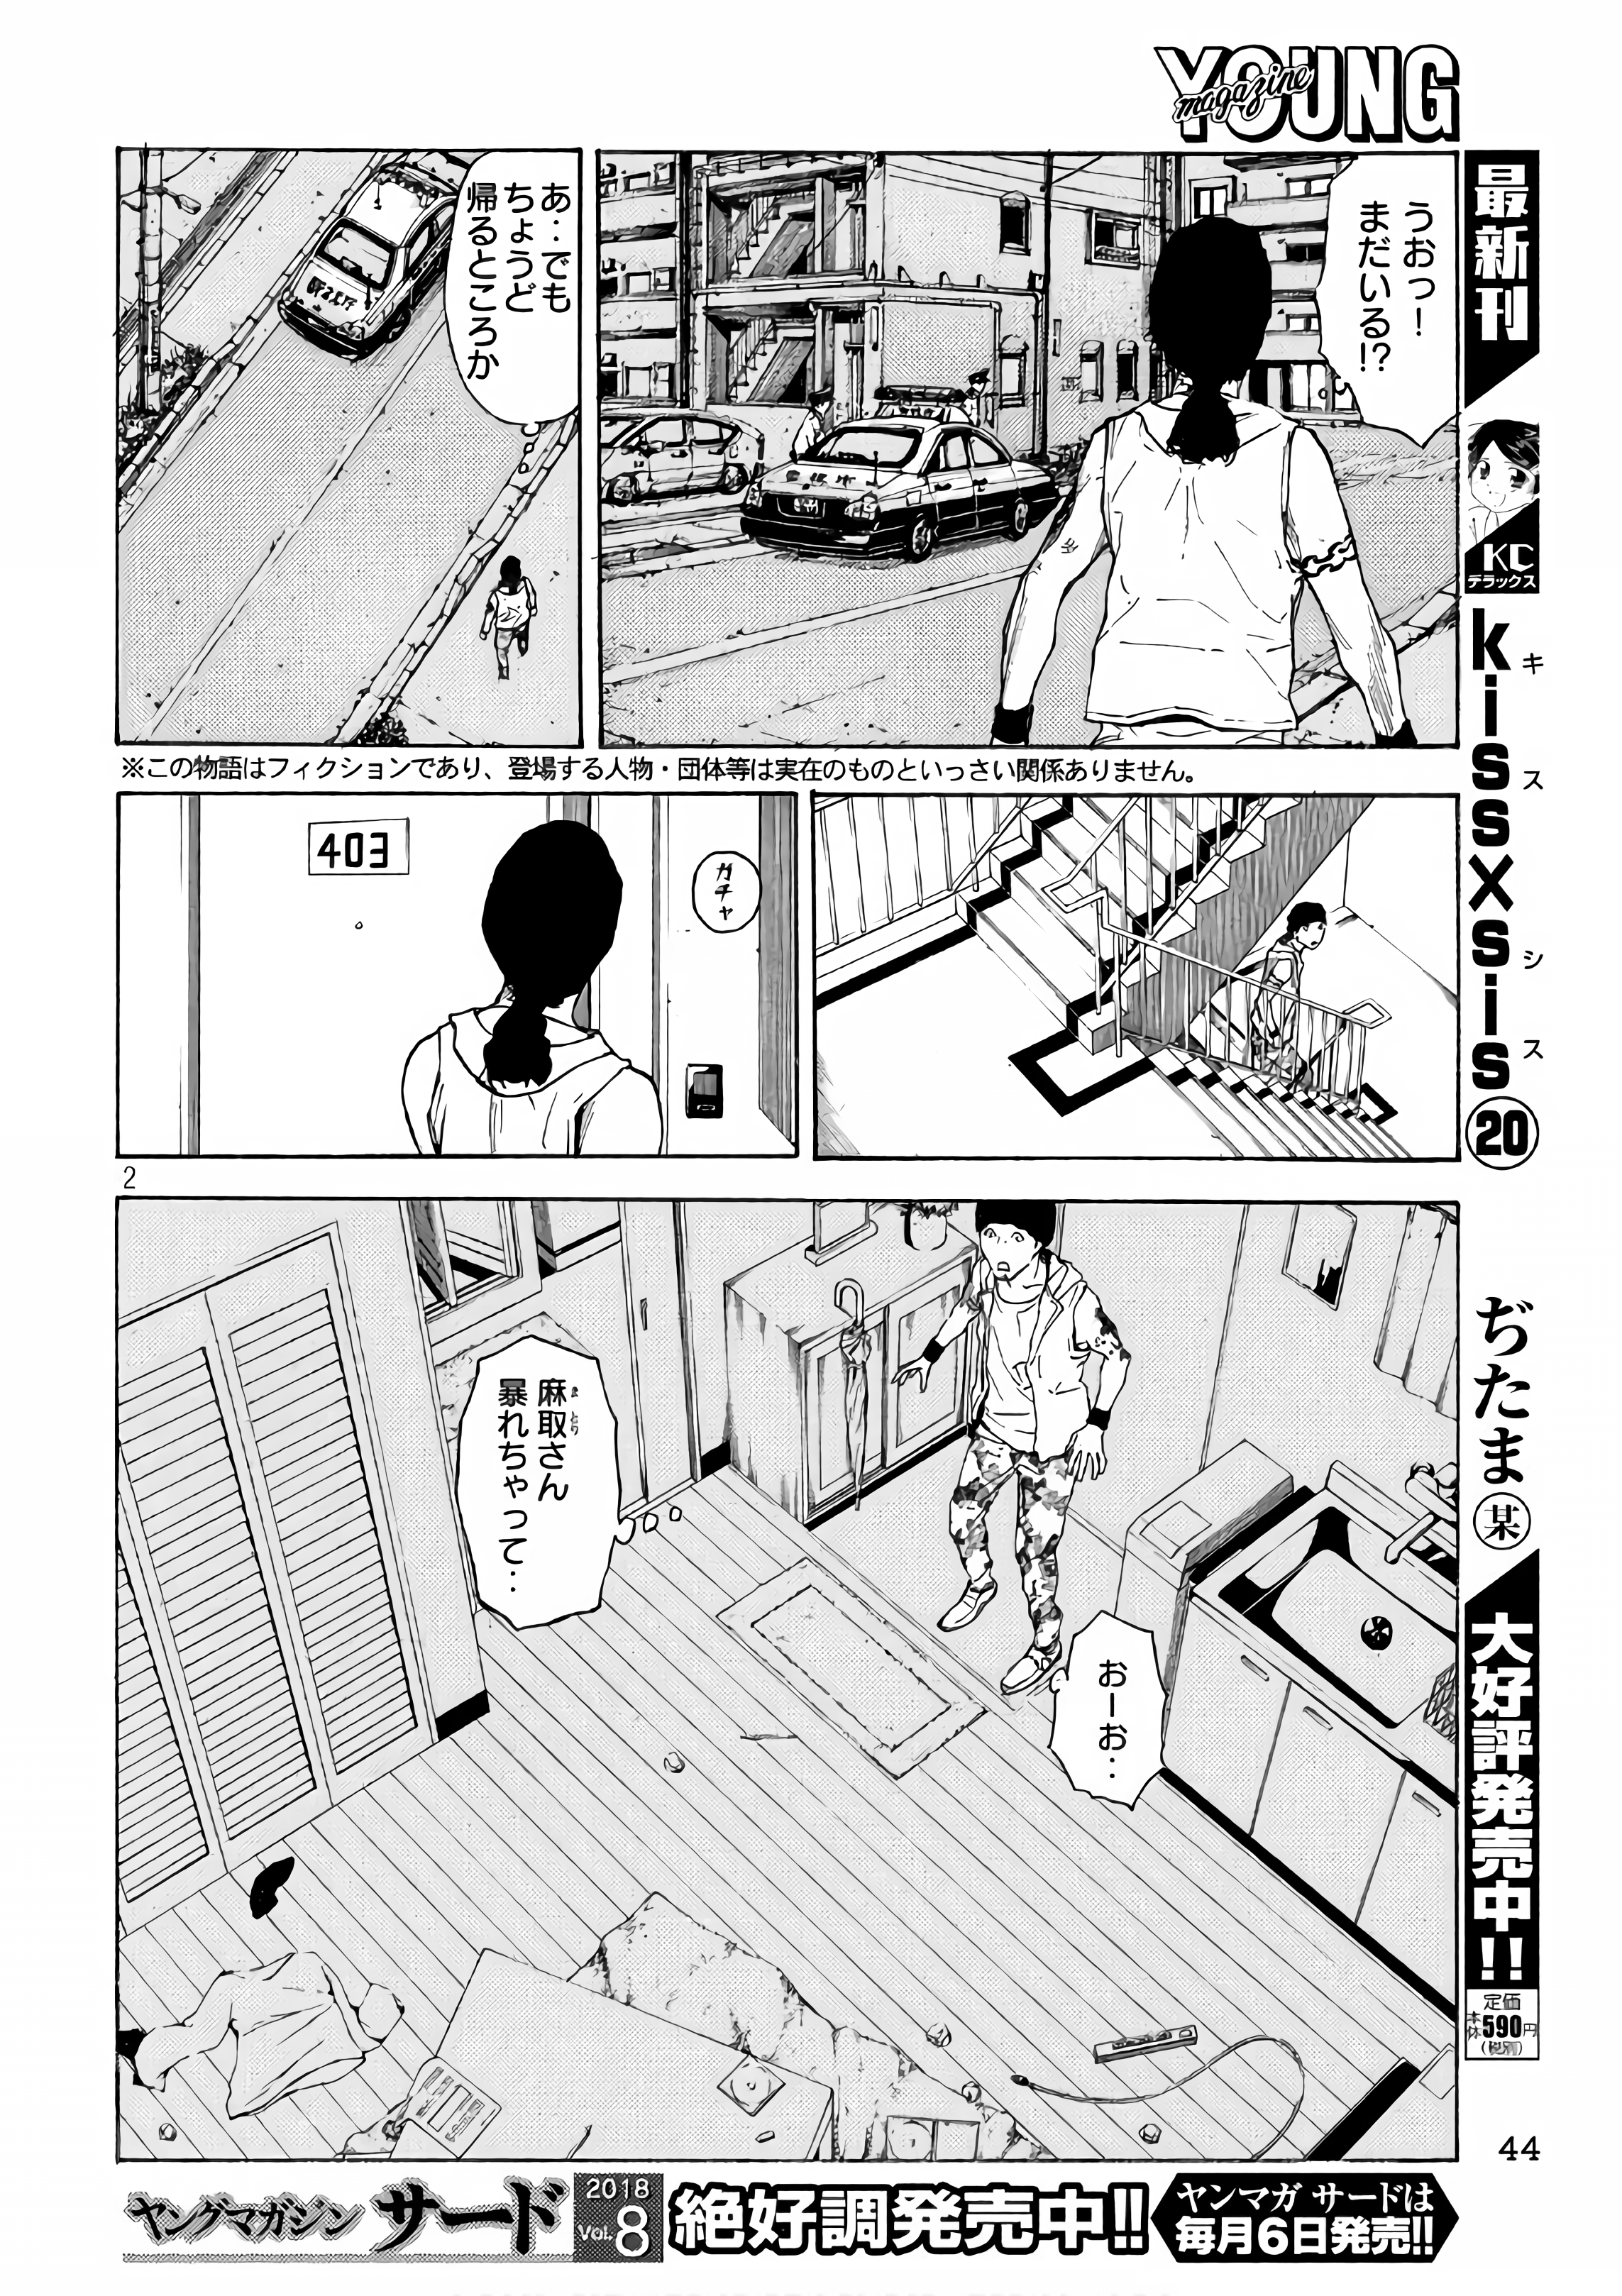 YOUNG
magazine
うおっ!
まだいる!?
あ‥でも
ちょうど
帰るところか
※この物語はフィクションであり、登場する人物・団体等は実在のものといっさい関係ありません。
403
ガチャ
2
おーお‥
麻取さん
まとり
暴れちゃって‥
最新刊
KC
デラックス
kiss×sis
キスシス
20
ぢたま
某
大好評発売中!!
定価
本体590円
(税別)
44
ヤングマガジン サード
2018
Vol.8
絶好調発売中!!
ヤンマガ サードは
毎月6日発売!!